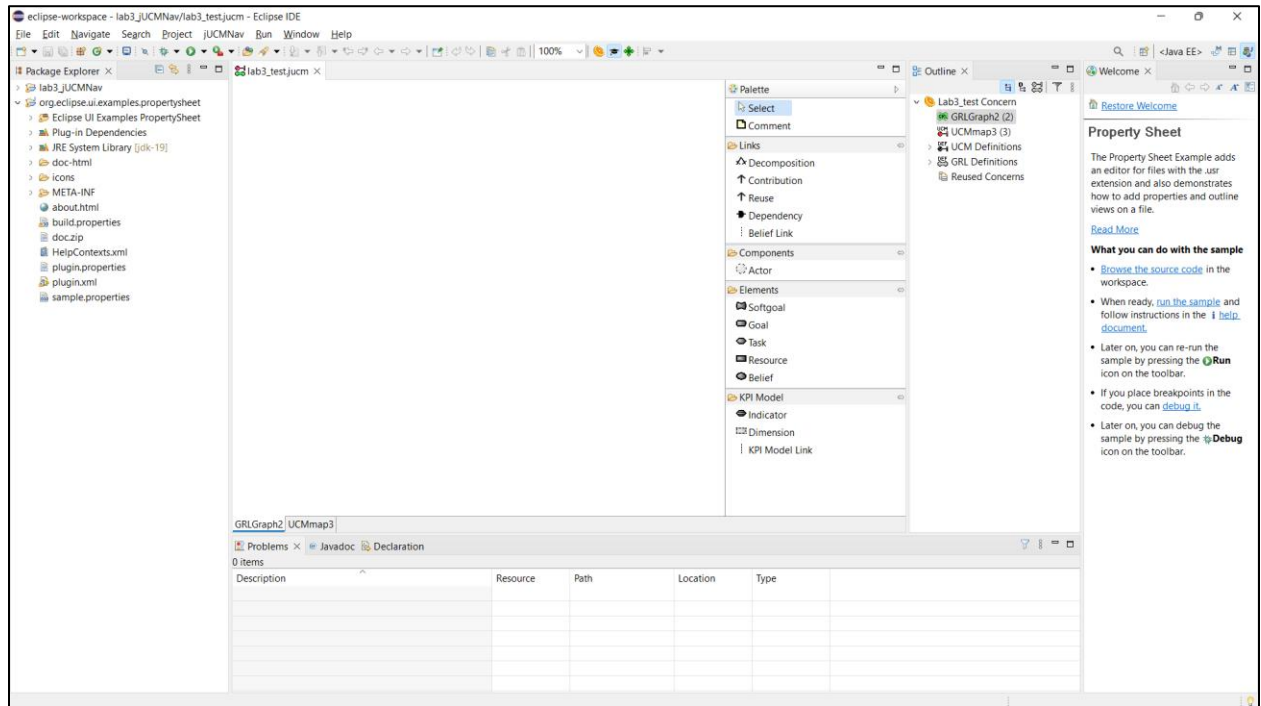 eclipse-workspace - lab3_jUCMNav/lab3_test.jucm - Eclipse IDE
File Edit Navigate Search Project jUCMNav Run Window Help
100%
<Java EE>
Package Explorer
lab3_jUCMNav
org.eclipse.ui.examples.propertysheet
Eclipse UI Examples PropertySheet
Plug-in Dependencies
JRE System Library [jdk-19]
doc-html
icons
META-INF
about.html
build.properties
doc.zip
HelpContexts.xml
plugin.properties
plugin.xml
sample.properties
lab3_test.jucm
Palette
Select
Comment
Links
Decomposition
Contribution
Reuse
Dependency
Belief Link
Components
Actor
Elements
Softgoal
Goal
Task
Resource
Belief
KPI Model
Indicator
Dimension
KPI Model Link
GRLGraph2 UCMmap3
Outline
Lab3_test Concern
GRLGraph2 (2)
UCMmap3 (3)
UCM Definitions
GRL Definitions
Reused Concerns
Welcome
Restore Welcome
Property Sheet
The Property Sheet Example adds
an editor for files with the .usr
extension and also demonstrates
how to add properties and outline
views on a file.
Read More
What you can do with the sample
• Browse the source code in the
workspace.
• When ready, run the sample and
follow instructions in the help
document.
• Later on, you can re-run the
sample by pressing the Run
icon on the toolbar.
• If you place breakpoints in the
code, you can debug it.
• Later on, you can debug the
sample by pressing the Debug
icon on the toolbar.
Problems Javadoc Declaration
0 items
Description Resource Path Location Type